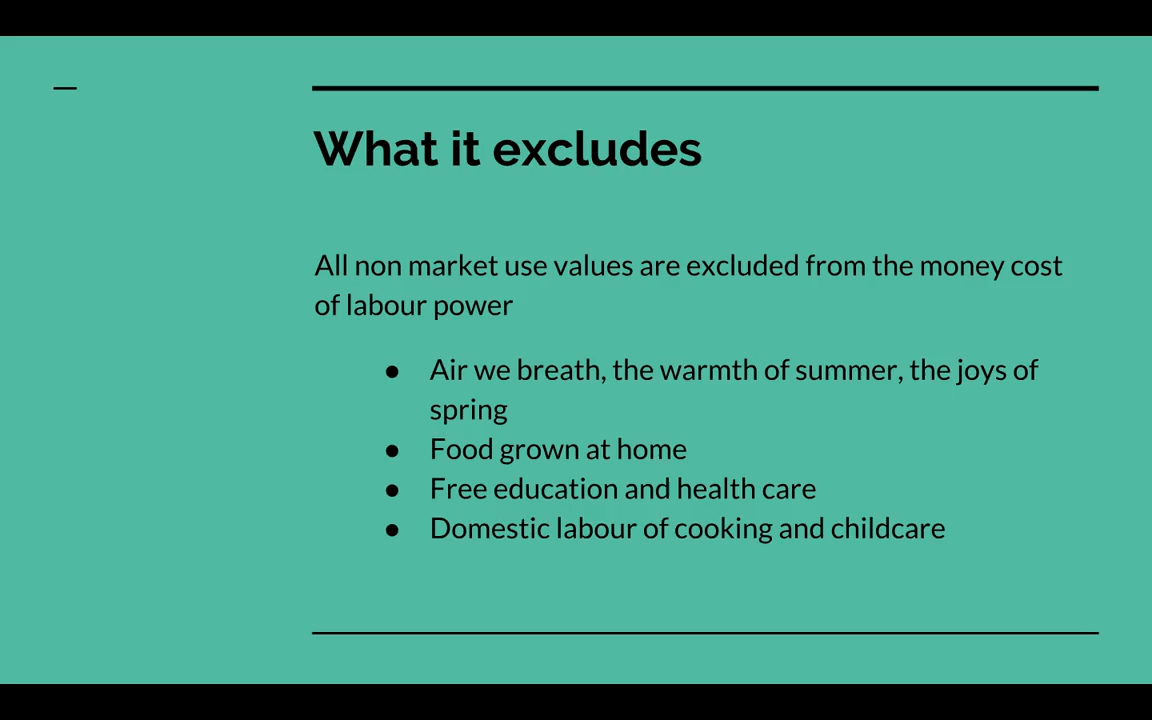 What it excludes
All non market use values are excluded from the money cost
of labour power
● Air we breath, the warmth of summer, the joys of
spring
● Food grown at home
● Free education and health care
● Domestic labour of cooking and childcare